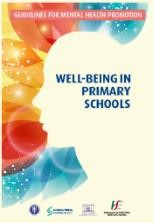 GUIDELINES FOR MENTAL HEALTH PROMOTION
WELL-BEING IN
PRIMARY
SCHOOLS